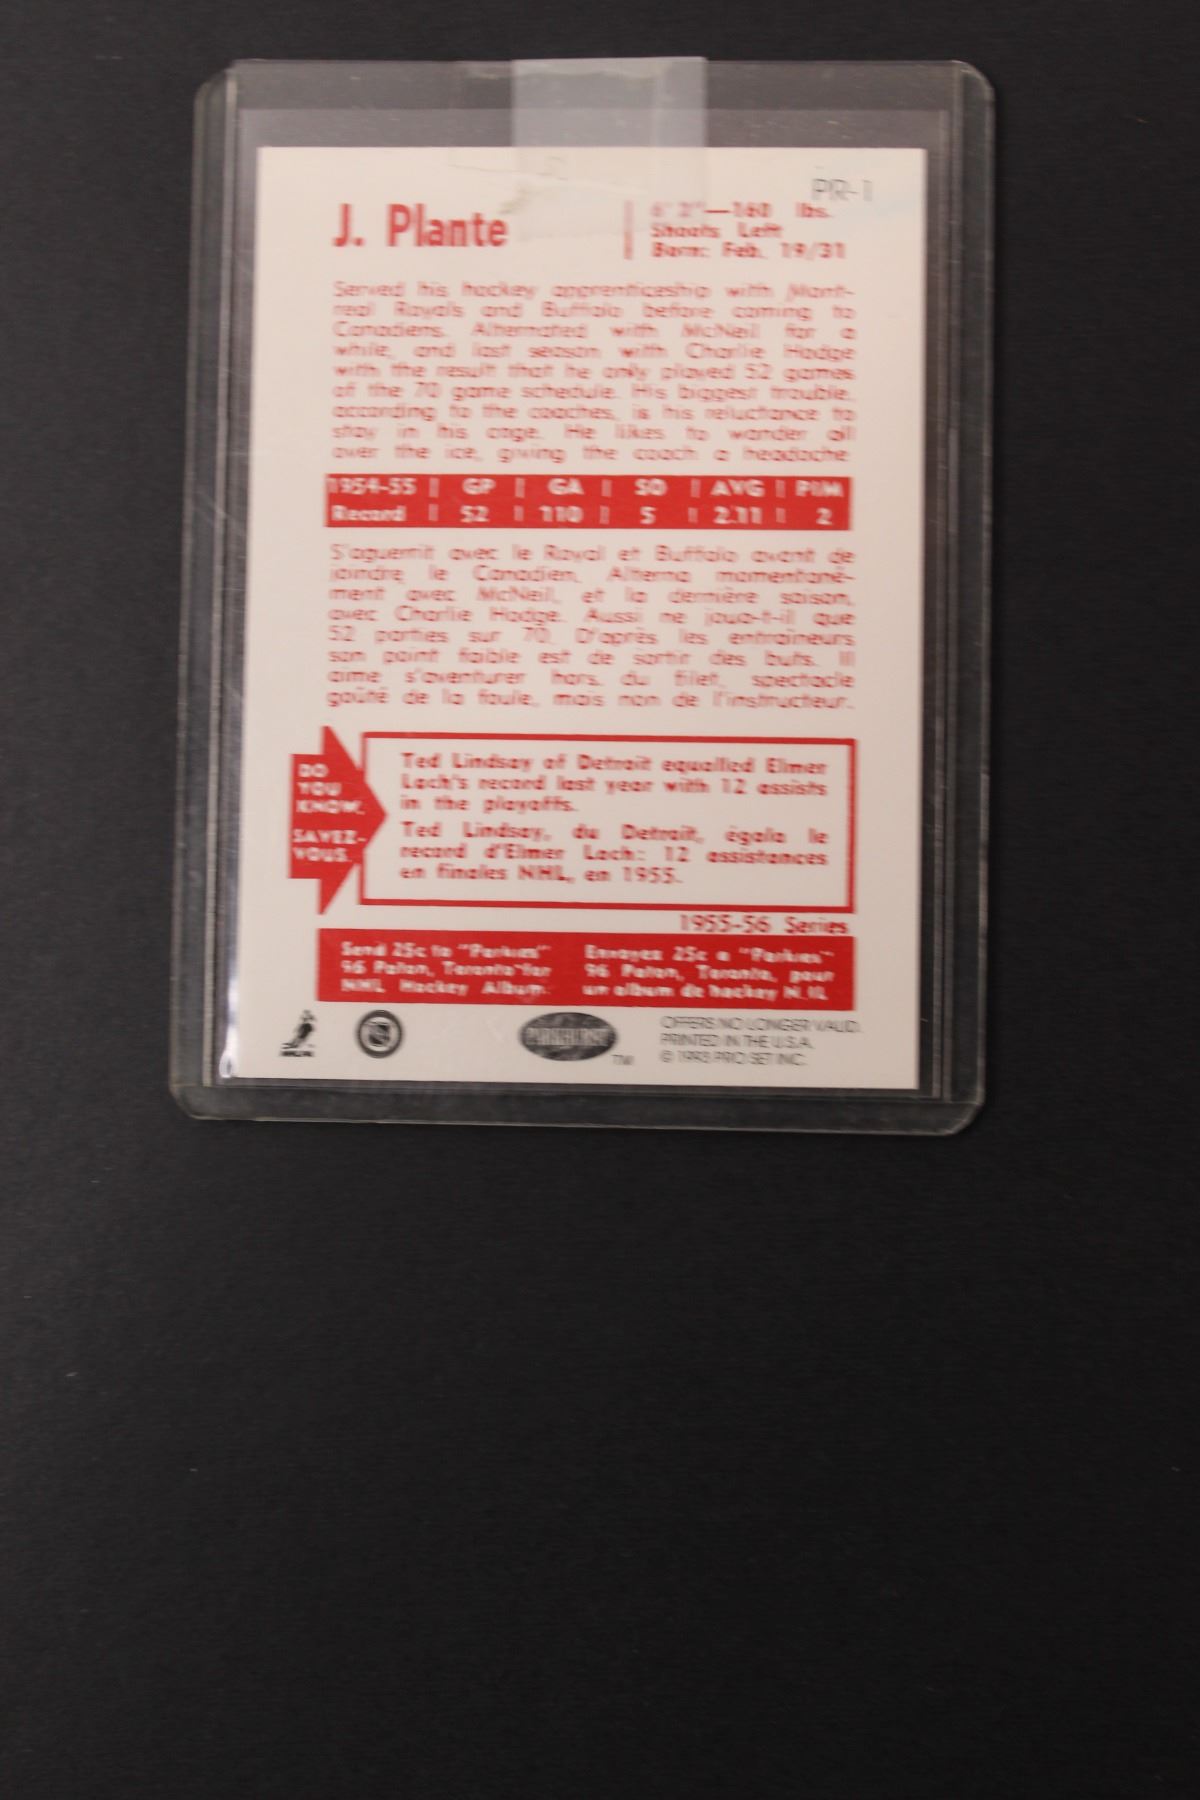 PR-1
J. Plante
6' 2"—160 lbs.
Shoots Left
Born: Feb. 19/31
Served his hockey apprenticeship with Mont-
real Royals and Buffalo before coming to
Canadiens. Alternated with McNeil for a
while, and last season with Charlie Hodge
with the result that he only played 52 games
of the 70 game schedule. His biggest trouble,
according to the coaches, is his reluctance to
stay in his cage. He likes to wander all
over the ice, giving the coach a headache
1954-55 | GP | GA | SO | AVG | PIM
Record | 52 | 110 | 5 | 2.11 | 2
S'aguerrit avec le Royal et Buffalo avant de
joindre le Canadien. Alterna momentané-
ment avec McNeil, et la dernière saison,
avec Charlie Hodge. Aussi ne joua-t-il que
52 parties sur 70. D'après les entraîneurs
son point faible est de sortir des buts. Il
aime s'aventurer hors du filet, spectacle
goûté de la foule, mais non de l'instructeur.
DO
YOU
KNOW.
SAVEZ-
VOUS.
Ted Lindsay of Detroit equalled Elmer
Lach's record last year with 12 assists
in the playoffs.
Ted Lindsay, du Detroit, égala le
record d'Elmer Lach: 12 assistances
en finales NHL, en 1955.
1955-56 Series
Send 25c to "Parkies"
96 Paton, Toronto for
NHL Hockey Album.
Envoyez 25c a "Parkies"
96 Paton, Toronto, pour
un album de hockey N.H.
PARKHURST
TM
OFFERS NO LONGER VALID.
PRINTED IN THE U.S.A.
© 1993 PRO SET INC.